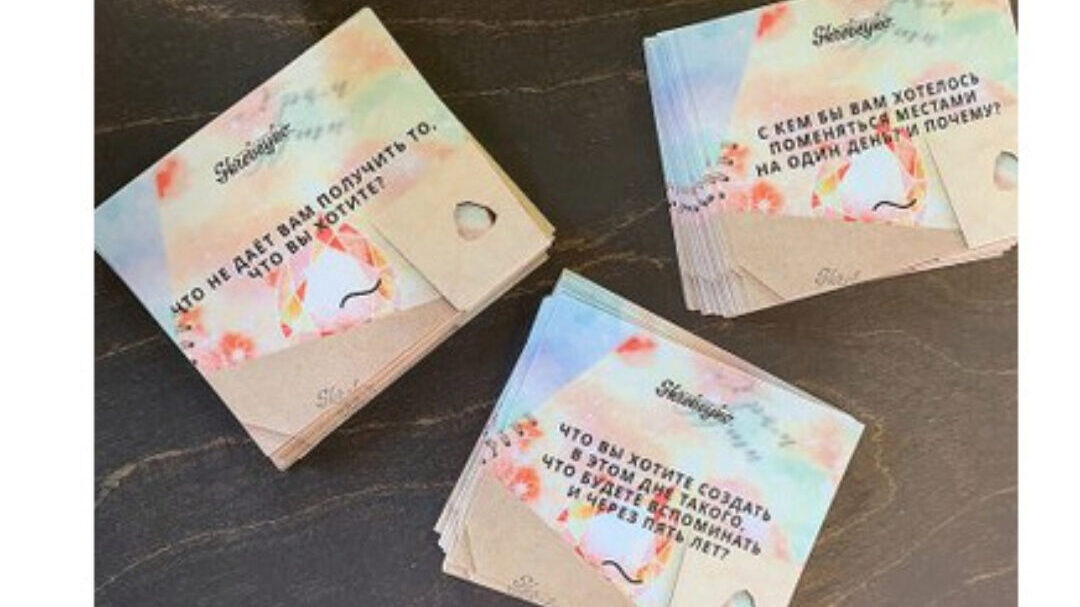 ЧТО НЕ ДАЁТ ВАМ ПОЛУЧИТЬ ТО,
ЧТО ВЫ ХОТИТЕ?
С КЕМ БЫ ВАМ ХОТЕЛОСЬ
ПОМЕНЯТЬСЯ МЕСТАМИ
НА ОДИН ДЕНЬ И ПОЧЕМУ?
ЧТО ВЫ ХОТИТЕ СОЗДАТЬ
В ЭТОМ ДНЕ ТАКОГО,
ЧТО БУДЕТЕ ВСПОМИНАТЬ
И ЧЕРЕЗ ПЯТЬ ЛЕТ?